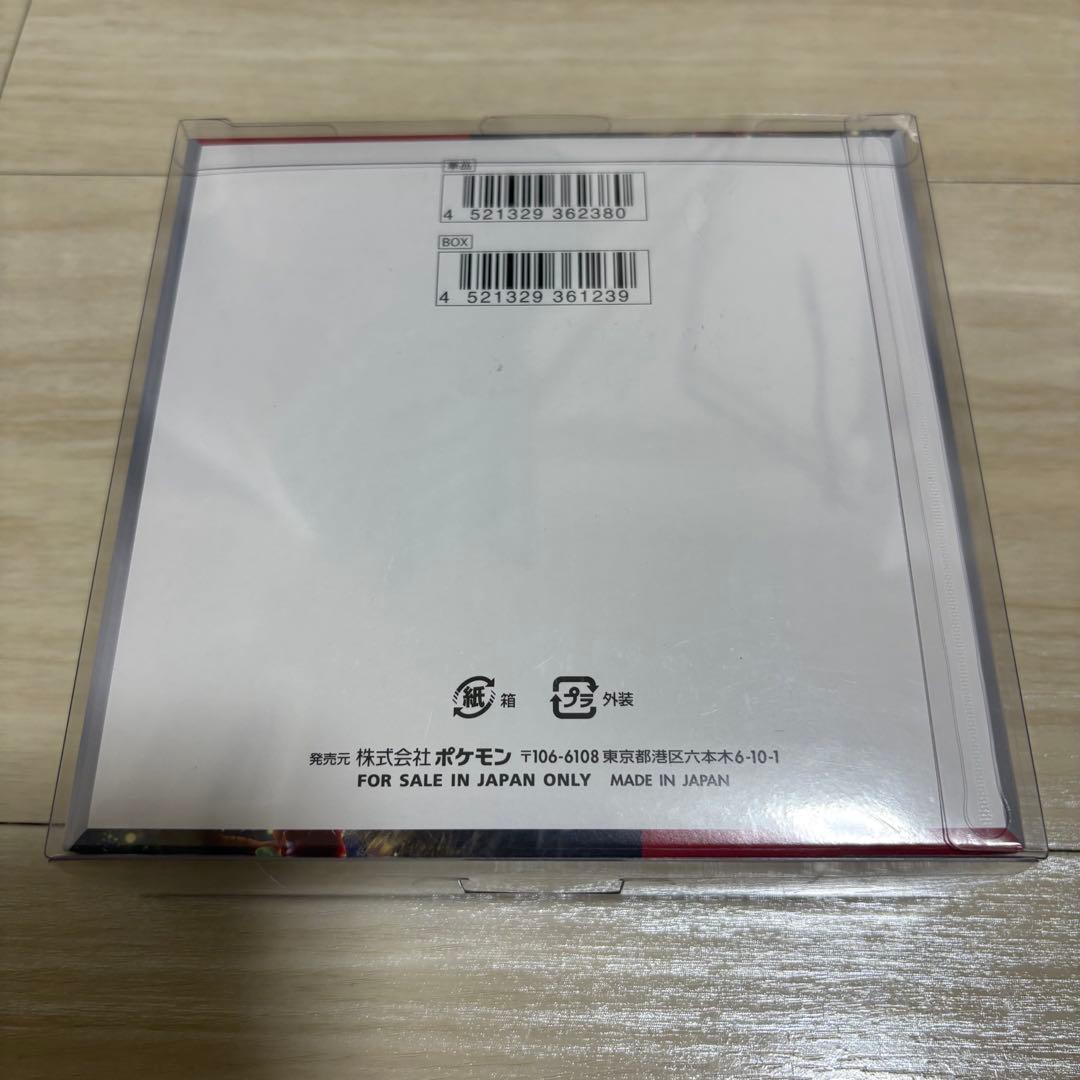 単品
4 521329 362380
BOX
4 521329 361239
紙 箱 プラ 外装
発売元 株式会社ポケモン 〒106-6108 東京都港区六本木6-10-1
FOR SALE IN JAPAN ONLY MADE IN JAPAN